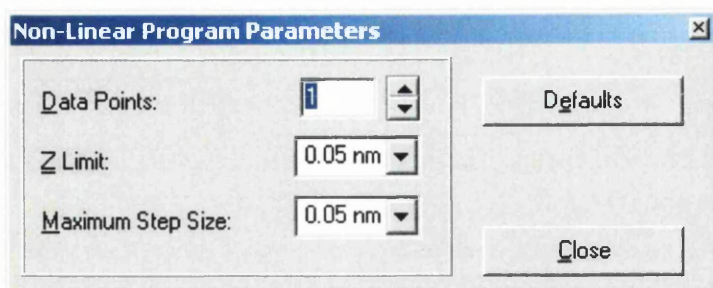 Non-Linear Program Parameters
Data Points: 1
Defaults
Z Limit: 0.05 nm
Maximum Step Size: 0.05 nm
Close